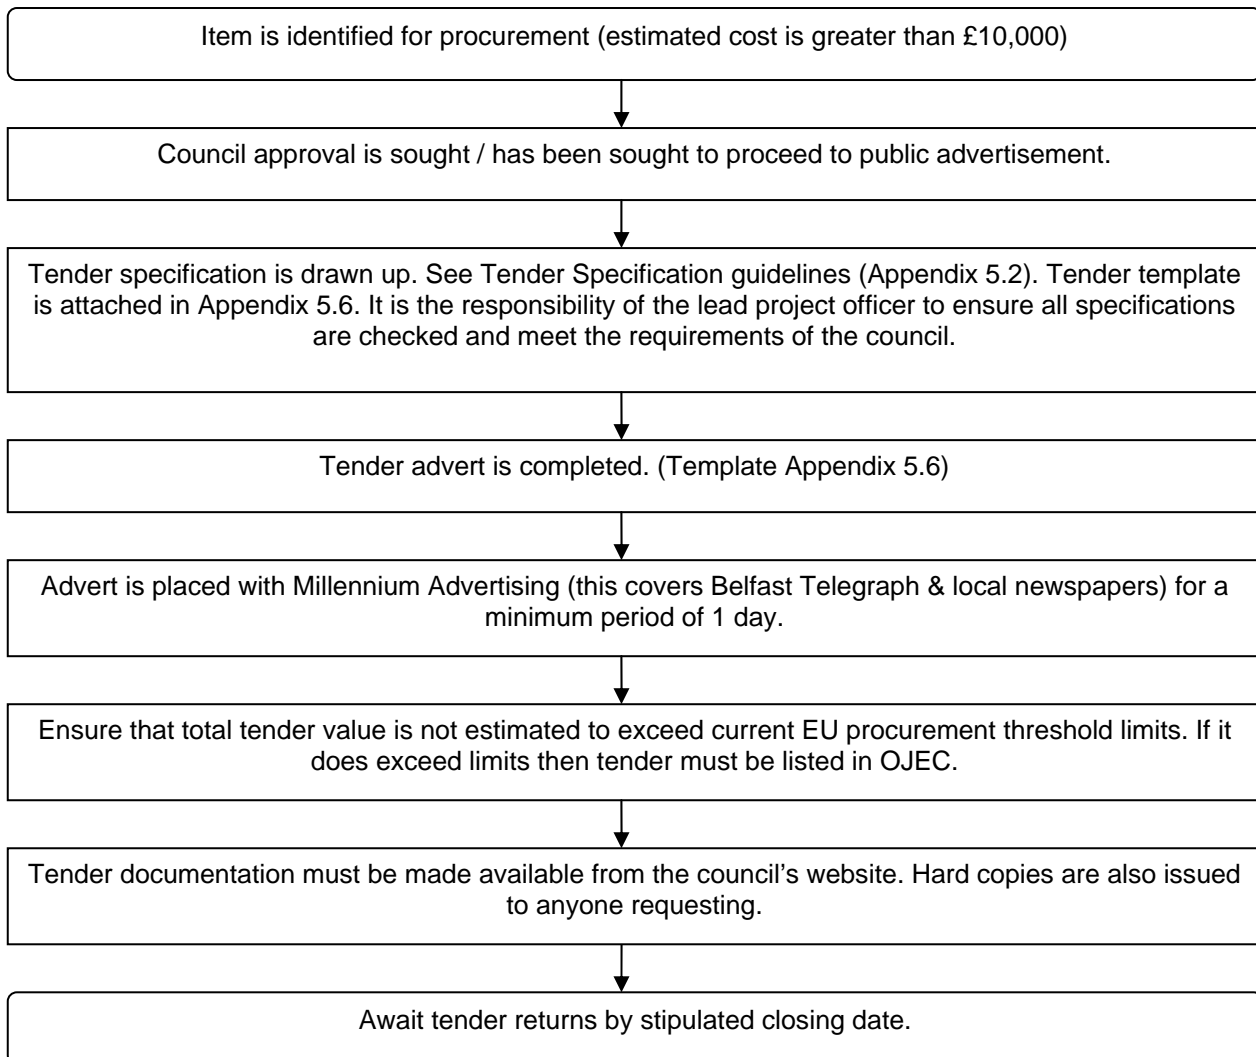 Item is identified for procurement (estimated cost is greater than £10,000)
Council approval is sought / has been sought to proceed to public advertisement.
Tender specification is drawn up. See Tender Specification guidelines (Appendix 5.2). Tender template
is attached in Appendix 5.6. It is the responsibility of the lead project officer to ensure all specifications
are checked and meet the requirements of the council.
Tender advert is completed. (Template Appendix 5.6)
Advert is placed with Millennium Advertising (this covers Belfast Telegraph & local newspapers) for a
minimum period of 1 day.
Ensure that total tender value is not estimated to exceed current EU procurement threshold limits. If it
does exceed limits then tender must be listed in OJEC.
Tender documentation must be made available from the council’s website. Hard copies are also issued
to anyone requesting.
Await tender returns by stipulated closing date.